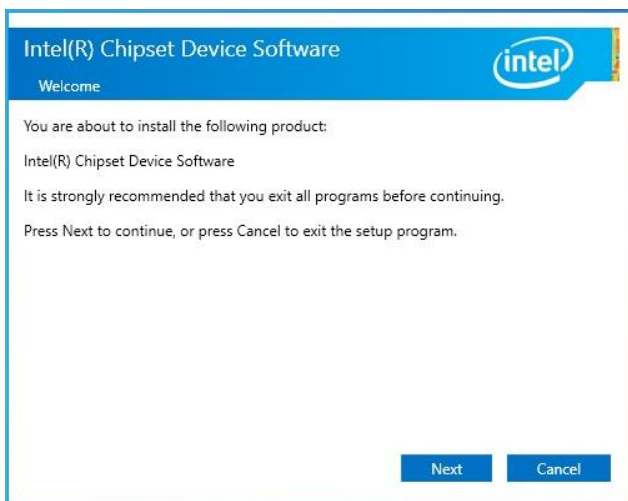 Intel(R) Chipset Device Software
intel
Welcome
You are about to install the following product:
Intel(R) Chipset Device Software
It is strongly recommended that you exit all programs before continuing.
Press Next to continue, or press Cancel to exit the setup program.
Next
Cancel